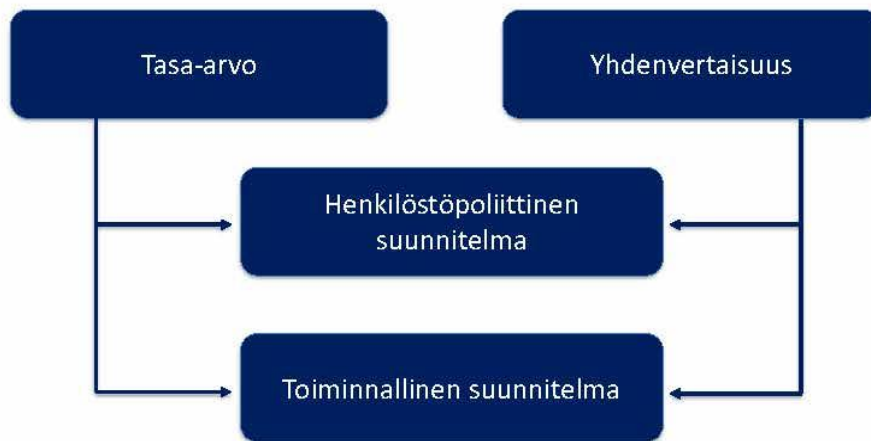 Tasa-arvo
Yhdenvertaisuus
Henkilöstöpoliittinen
suunnitelma
Toiminnallinen suunnitelma